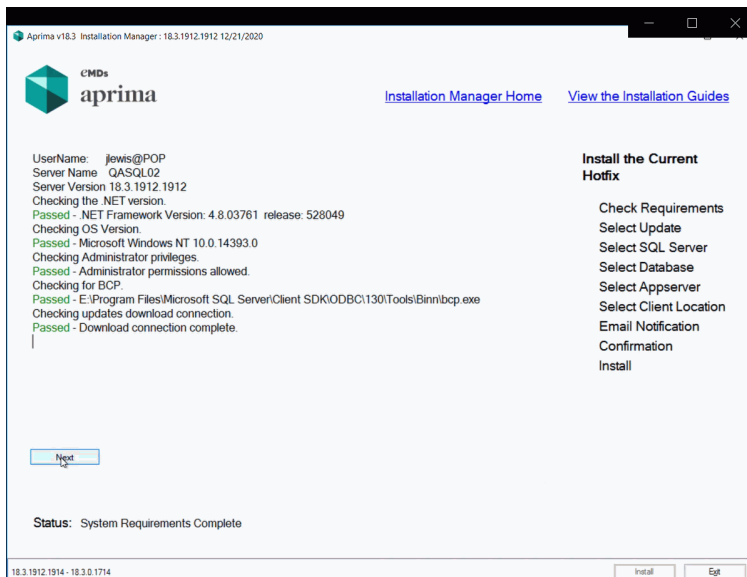 Aprima v18.3 Installation Manager : 18.3.1912.1912 12/21/2020
eMDs
aprima
Installation Manager Home
View the Installation Guides
UserName: jlewis@POP
Server Name QASQL02
Server Version 18.3.1912.1912
Checking the .NET version.
Passed - .NET Framework Version: 4.8.03761 release: 528049
Checking OS Version.
Passed - Microsoft Windows NT 10.0.14393.0
Checking Administrator privileges.
Passed - Administrator permissions allowed.
Checking for BCP.
Passed - E:\Program Files\Microsoft SQL Server\Client SDK\ODBC\130\Tools\Binn\bcp.exe
Checking updates download connection.
Passed - Download connection complete.
Install the Current
Hotfix
Check Requirements
Select Update
Select SQL Server
Select Database
Select Appserver
Select Client Location
Email Notification
Confirmation
Install
Next
Status: System Requirements Complete
18.3.1912.1914 - 18.3.0.1714
Install
Exit